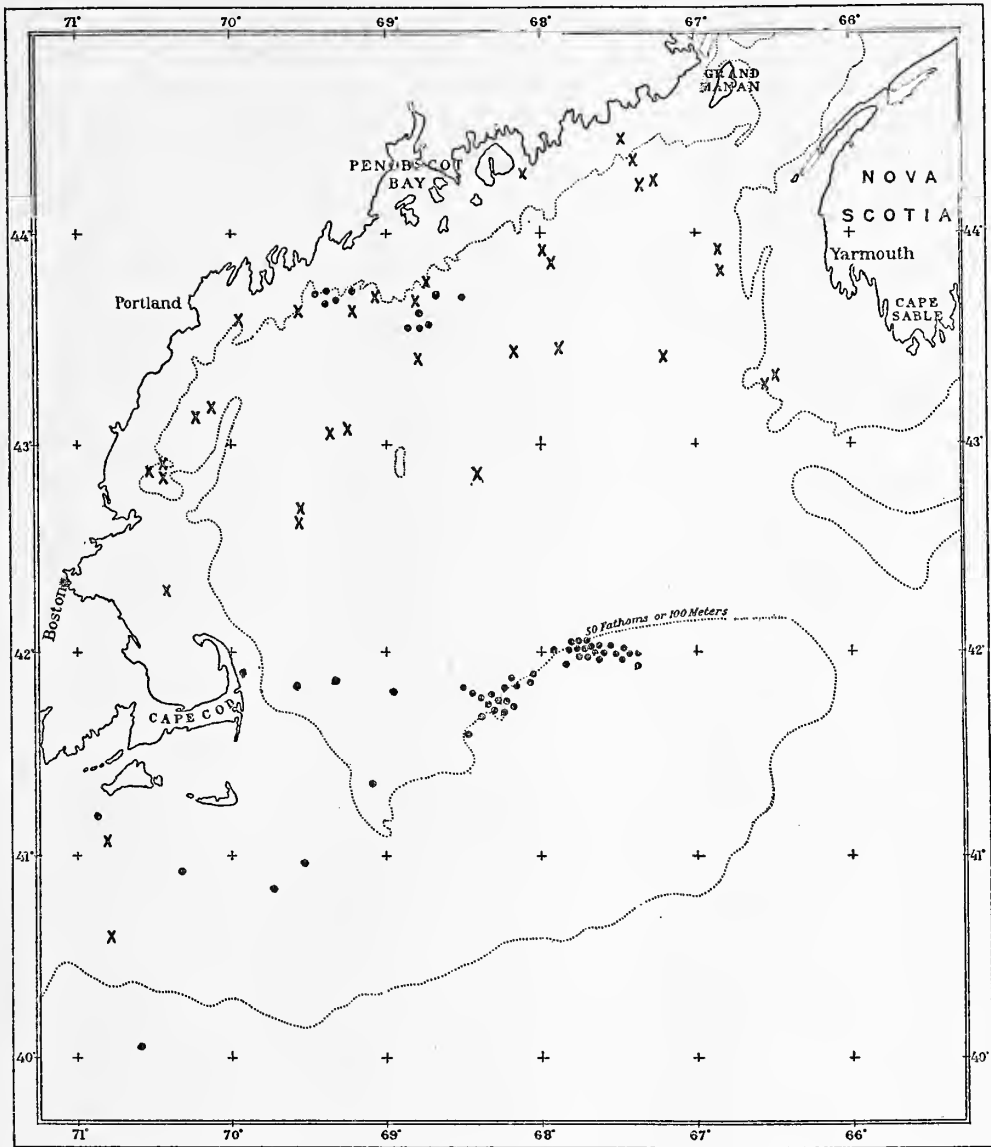 71° 70° 69° 68° 67° 66°
GRAND
MANAN
PENOBSCOT
BAY
NOVA
SCOTIA
44° 44°
Yarmouth
Portland
CAPE
SABLE
43° 43°
Boston
50 Fathoms or 100 Meters
42° 42°
CAPE COD
41° 41°
40° 40°
71° 70° 69° 68° 67° 66°